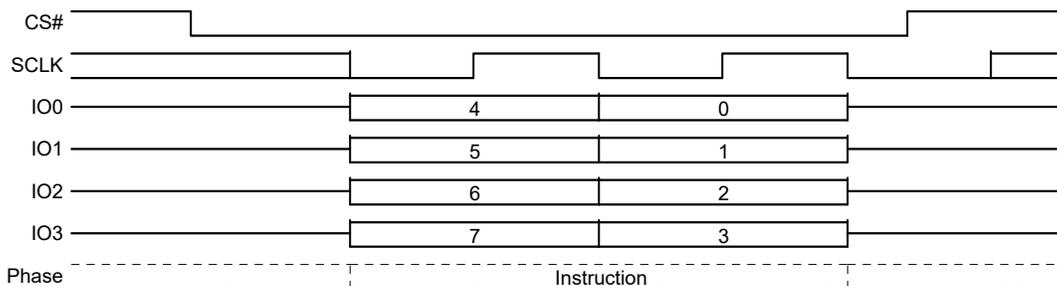 CS#
SCLK
IO0 4 0
IO1 5 1
IO2 6 2
IO3 7 3
Phase Instruction